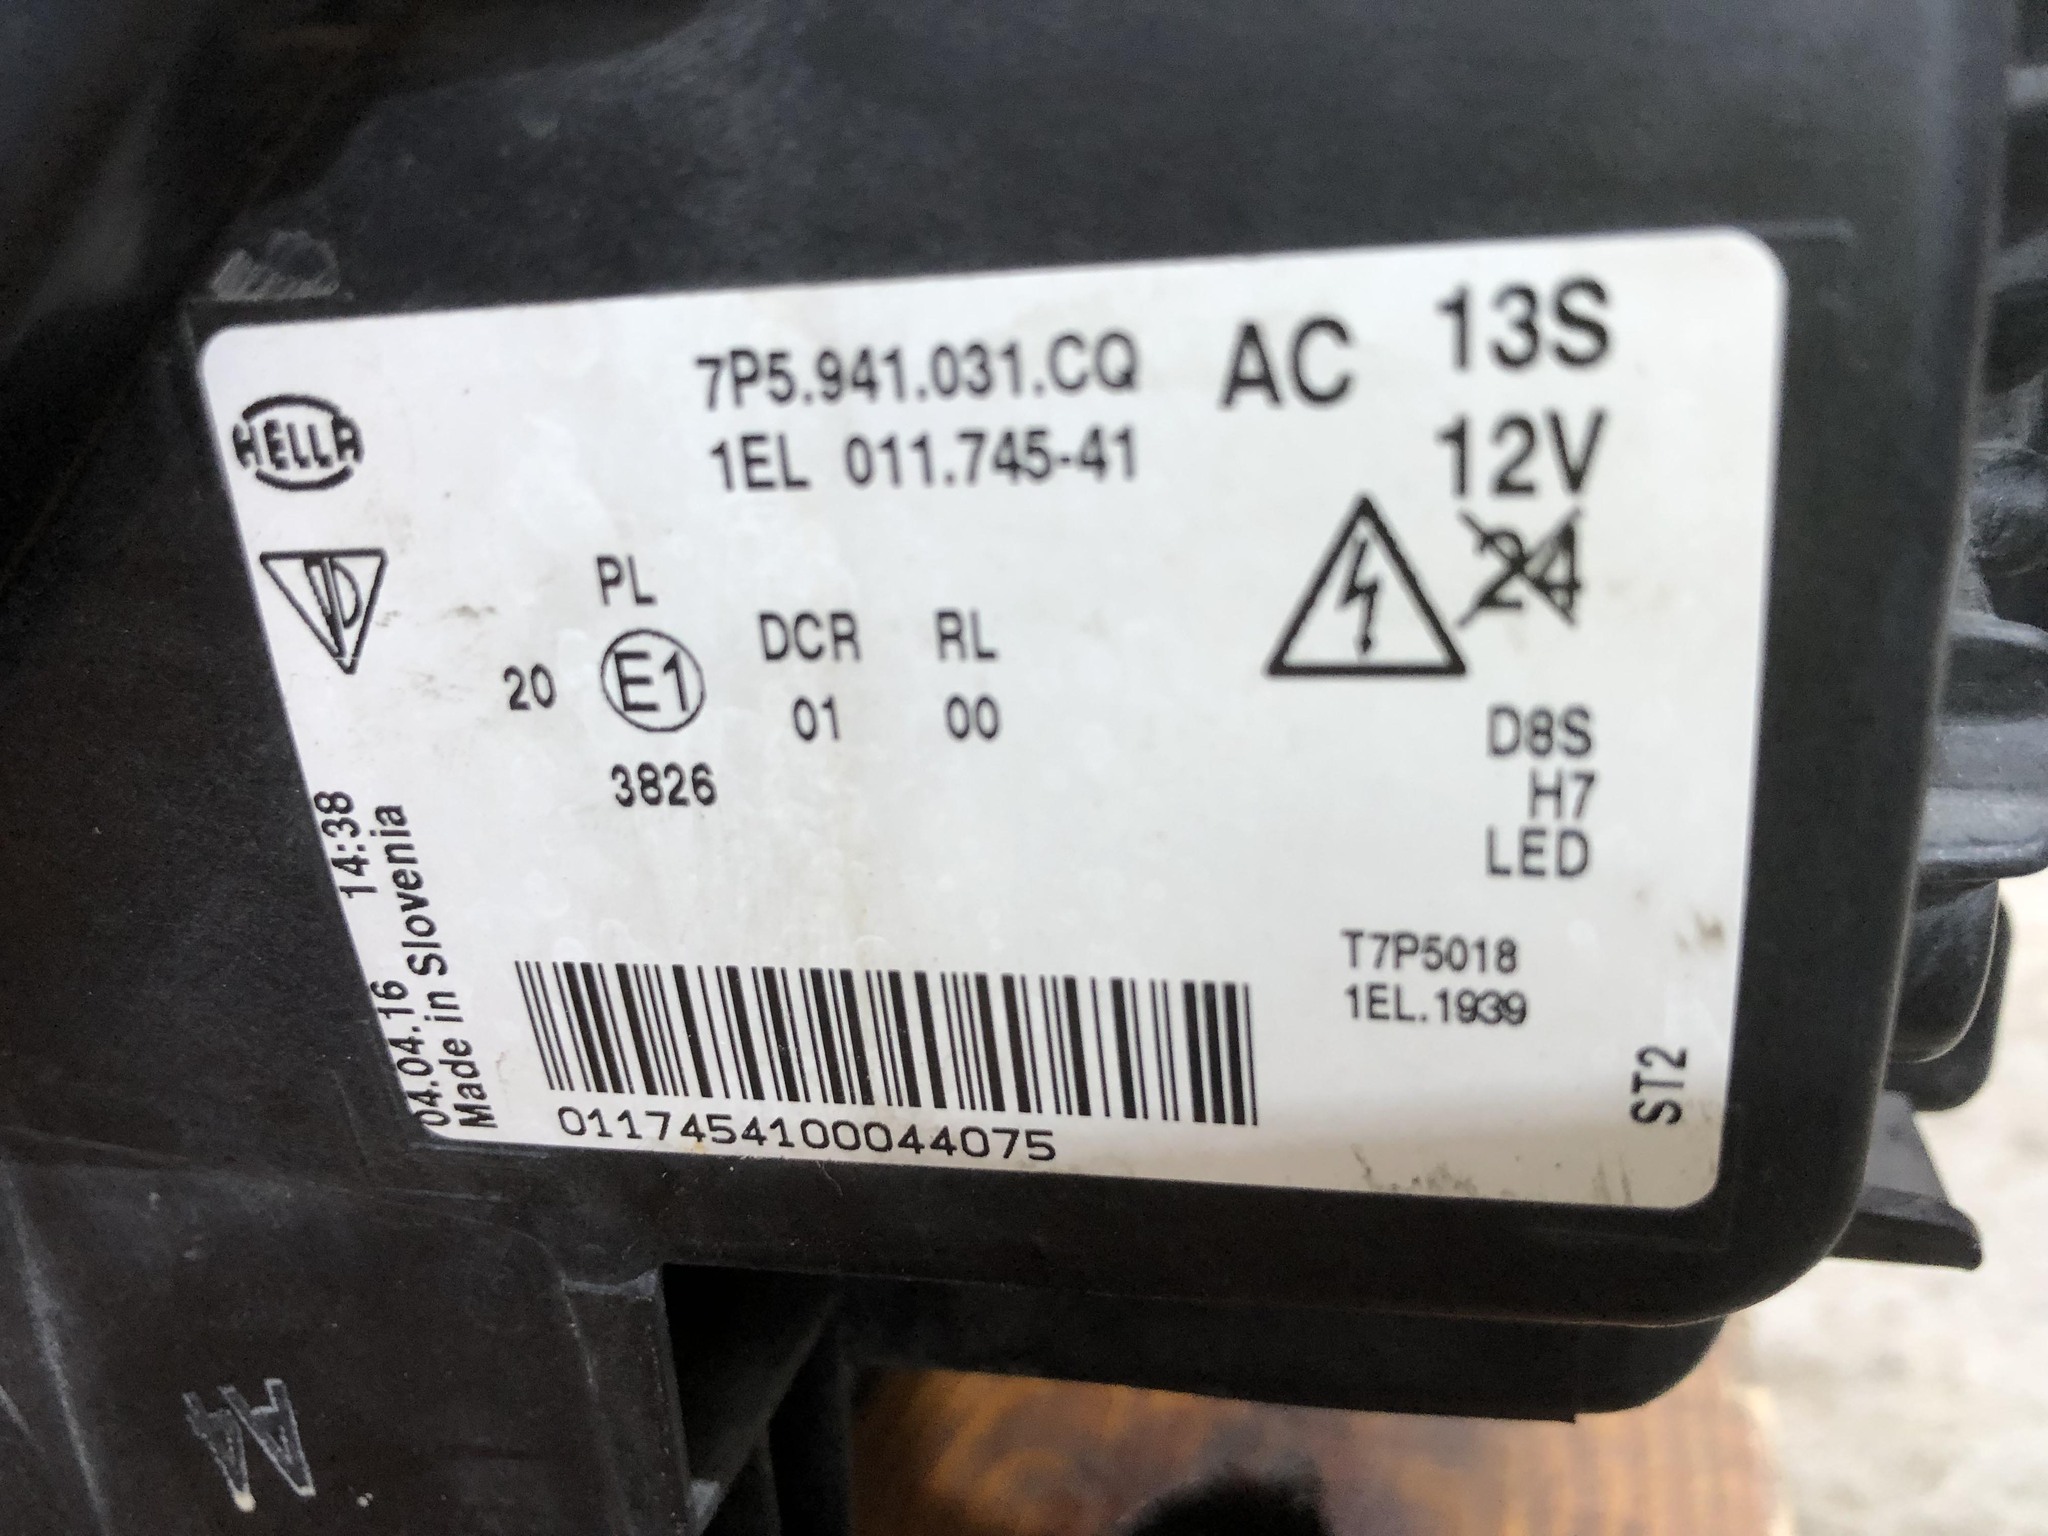 7P5.941.031.CQ AC 13S
1EL 011.745-41 12V
24
HELLA
PL
20 E1 DCR RL
01 00
3826
D8S
H7
LED
T7P5018
1EL.1939
ST2
04.04.16 14:38
Made in Slovenia
0117454100044075